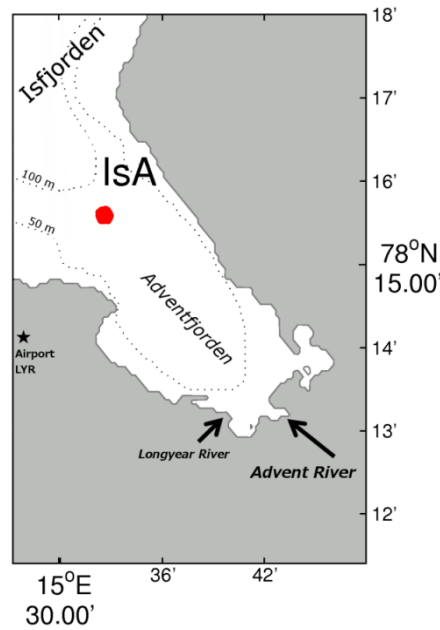 18'
Isfjorden
17'
100 m
IsA
16'
50 m
78°N
15.00'
Adventfjorden
14'
Airport
LYR
13'
Longyear River
Advent River
12'
15°E
30.00'
36'
42'